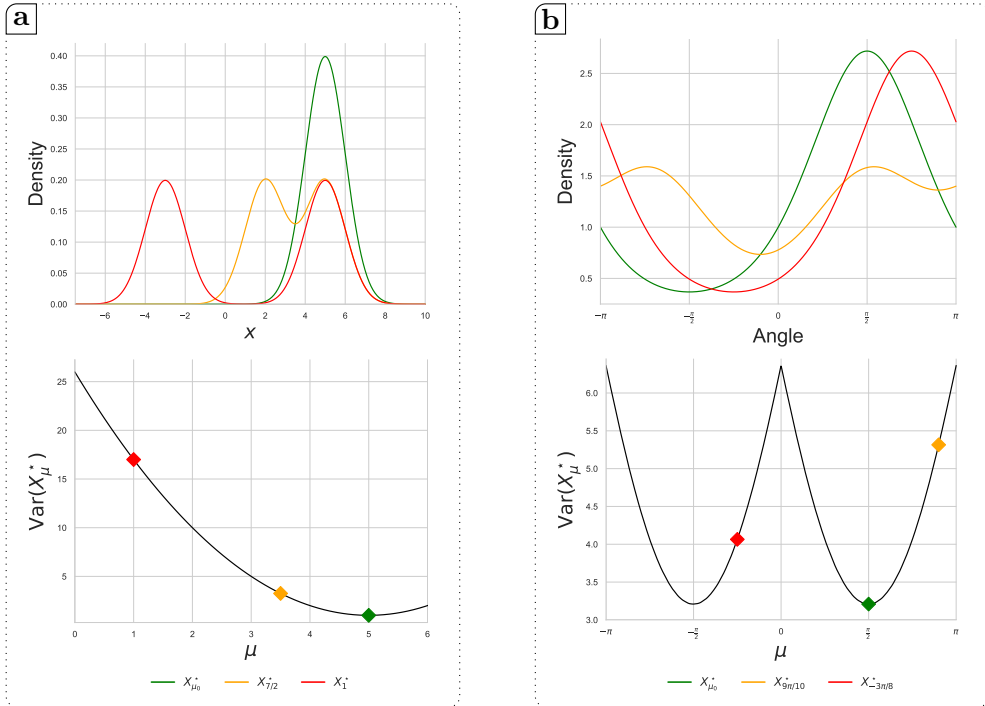 a
0.40
0.35
0.30
0.25
0.20
0.15
0.10
0.05
0.00
Density
−6 −4 −2 0 2 4 6 8 10
x
25
20
15
10
5
Var(X*μ)
0 1 2 3 4 5 6
μ
X*μ₀ X*7/2 X*1
b
2.5
2.0
1.5
1.0
0.5
Density
−π −π/2 0 π/2 π
Angle
6.0
5.5
5.0
4.5
4.0
3.5
3.0
Var(X*μ)
−π −π/2 0 π/2 π
μ
X*μ₀ X*9π/10 X*−3π/8